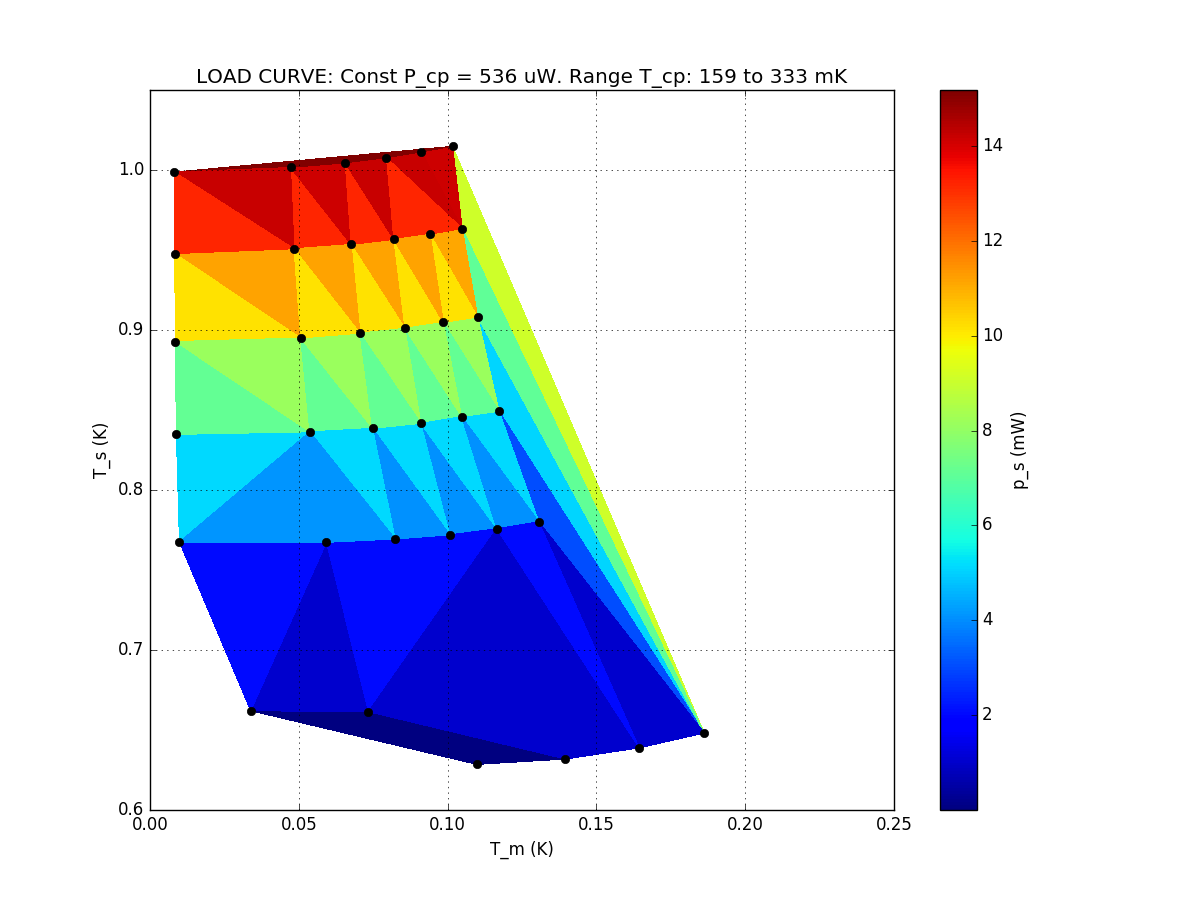 LOAD CURVE: Const P_cp = 536 uW. Range T_cp: 159 to 333 mK
1.0
0.9
0.8
0.7
0.6
T_s (K)
0.00 0.05 0.10 0.15 0.20 0.25
T_m (K)
14
12
10
8
6
4
2
p_s (mW)